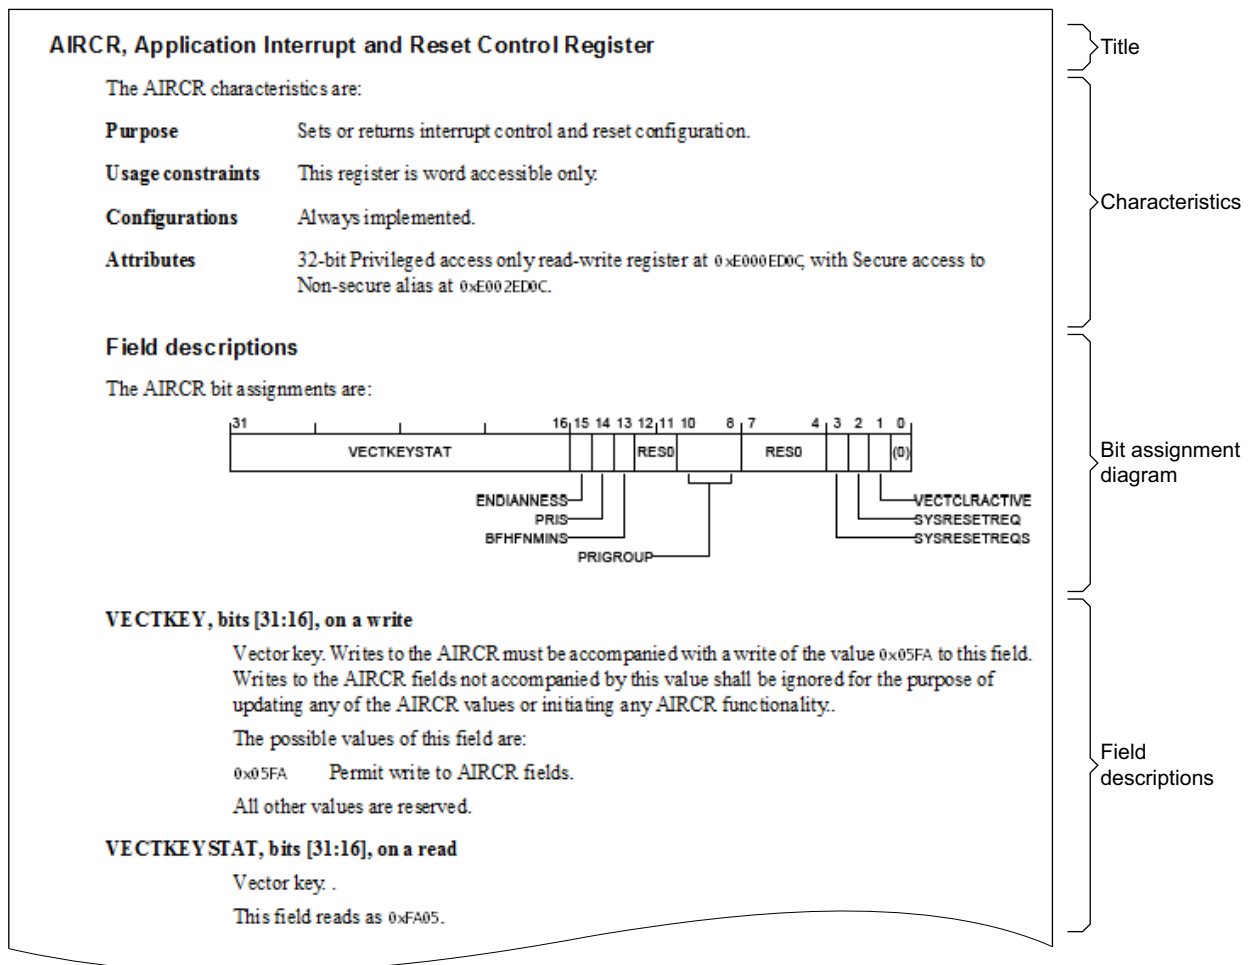 AIRCR, Application Interrupt and Reset Control Register
Title
The AIRCR characteristics are:
Purpose Sets or returns interrupt control and reset configuration.
Usage constraints This register is word accessible only.
Configurations Always implemented.
Characteristics
Attributes 32-bit Privileged access only read-write register at 0xE000ED0C, with Secure access to
Non-secure alias at 0xE002ED0C.
Field descriptions
The AIRCR bit assignments are:
31 16 15 14 13 12 11 10 8 7 4 3 2 1 0
VECTKEYSTAT RES0 RES0 (0)
Bit assignment
diagram
ENDIANNESS VECTCLRACTIVE
PRIS SYSRESETREQ
BFHFNMINS SYSRESETREQS
PRIGROUP
VECTKEY, bits [31:16], on a write
Vector key. Writes to the AIRCR must be accompanied with a write of the value 0x05FA to this field.
Writes to the AIRCR fields not accompanied by this value shall be ignored for the purpose of
updating any of the AIRCR values or initiating any AIRCR functionality..
The possible values of this field are:
0x05FA Permit write to AIRCR fields.
All other values are reserved.
Field
descriptions
VECTKEYSTAT, bits [31:16], on a read
Vector key. .
This field reads as 0xFA05.